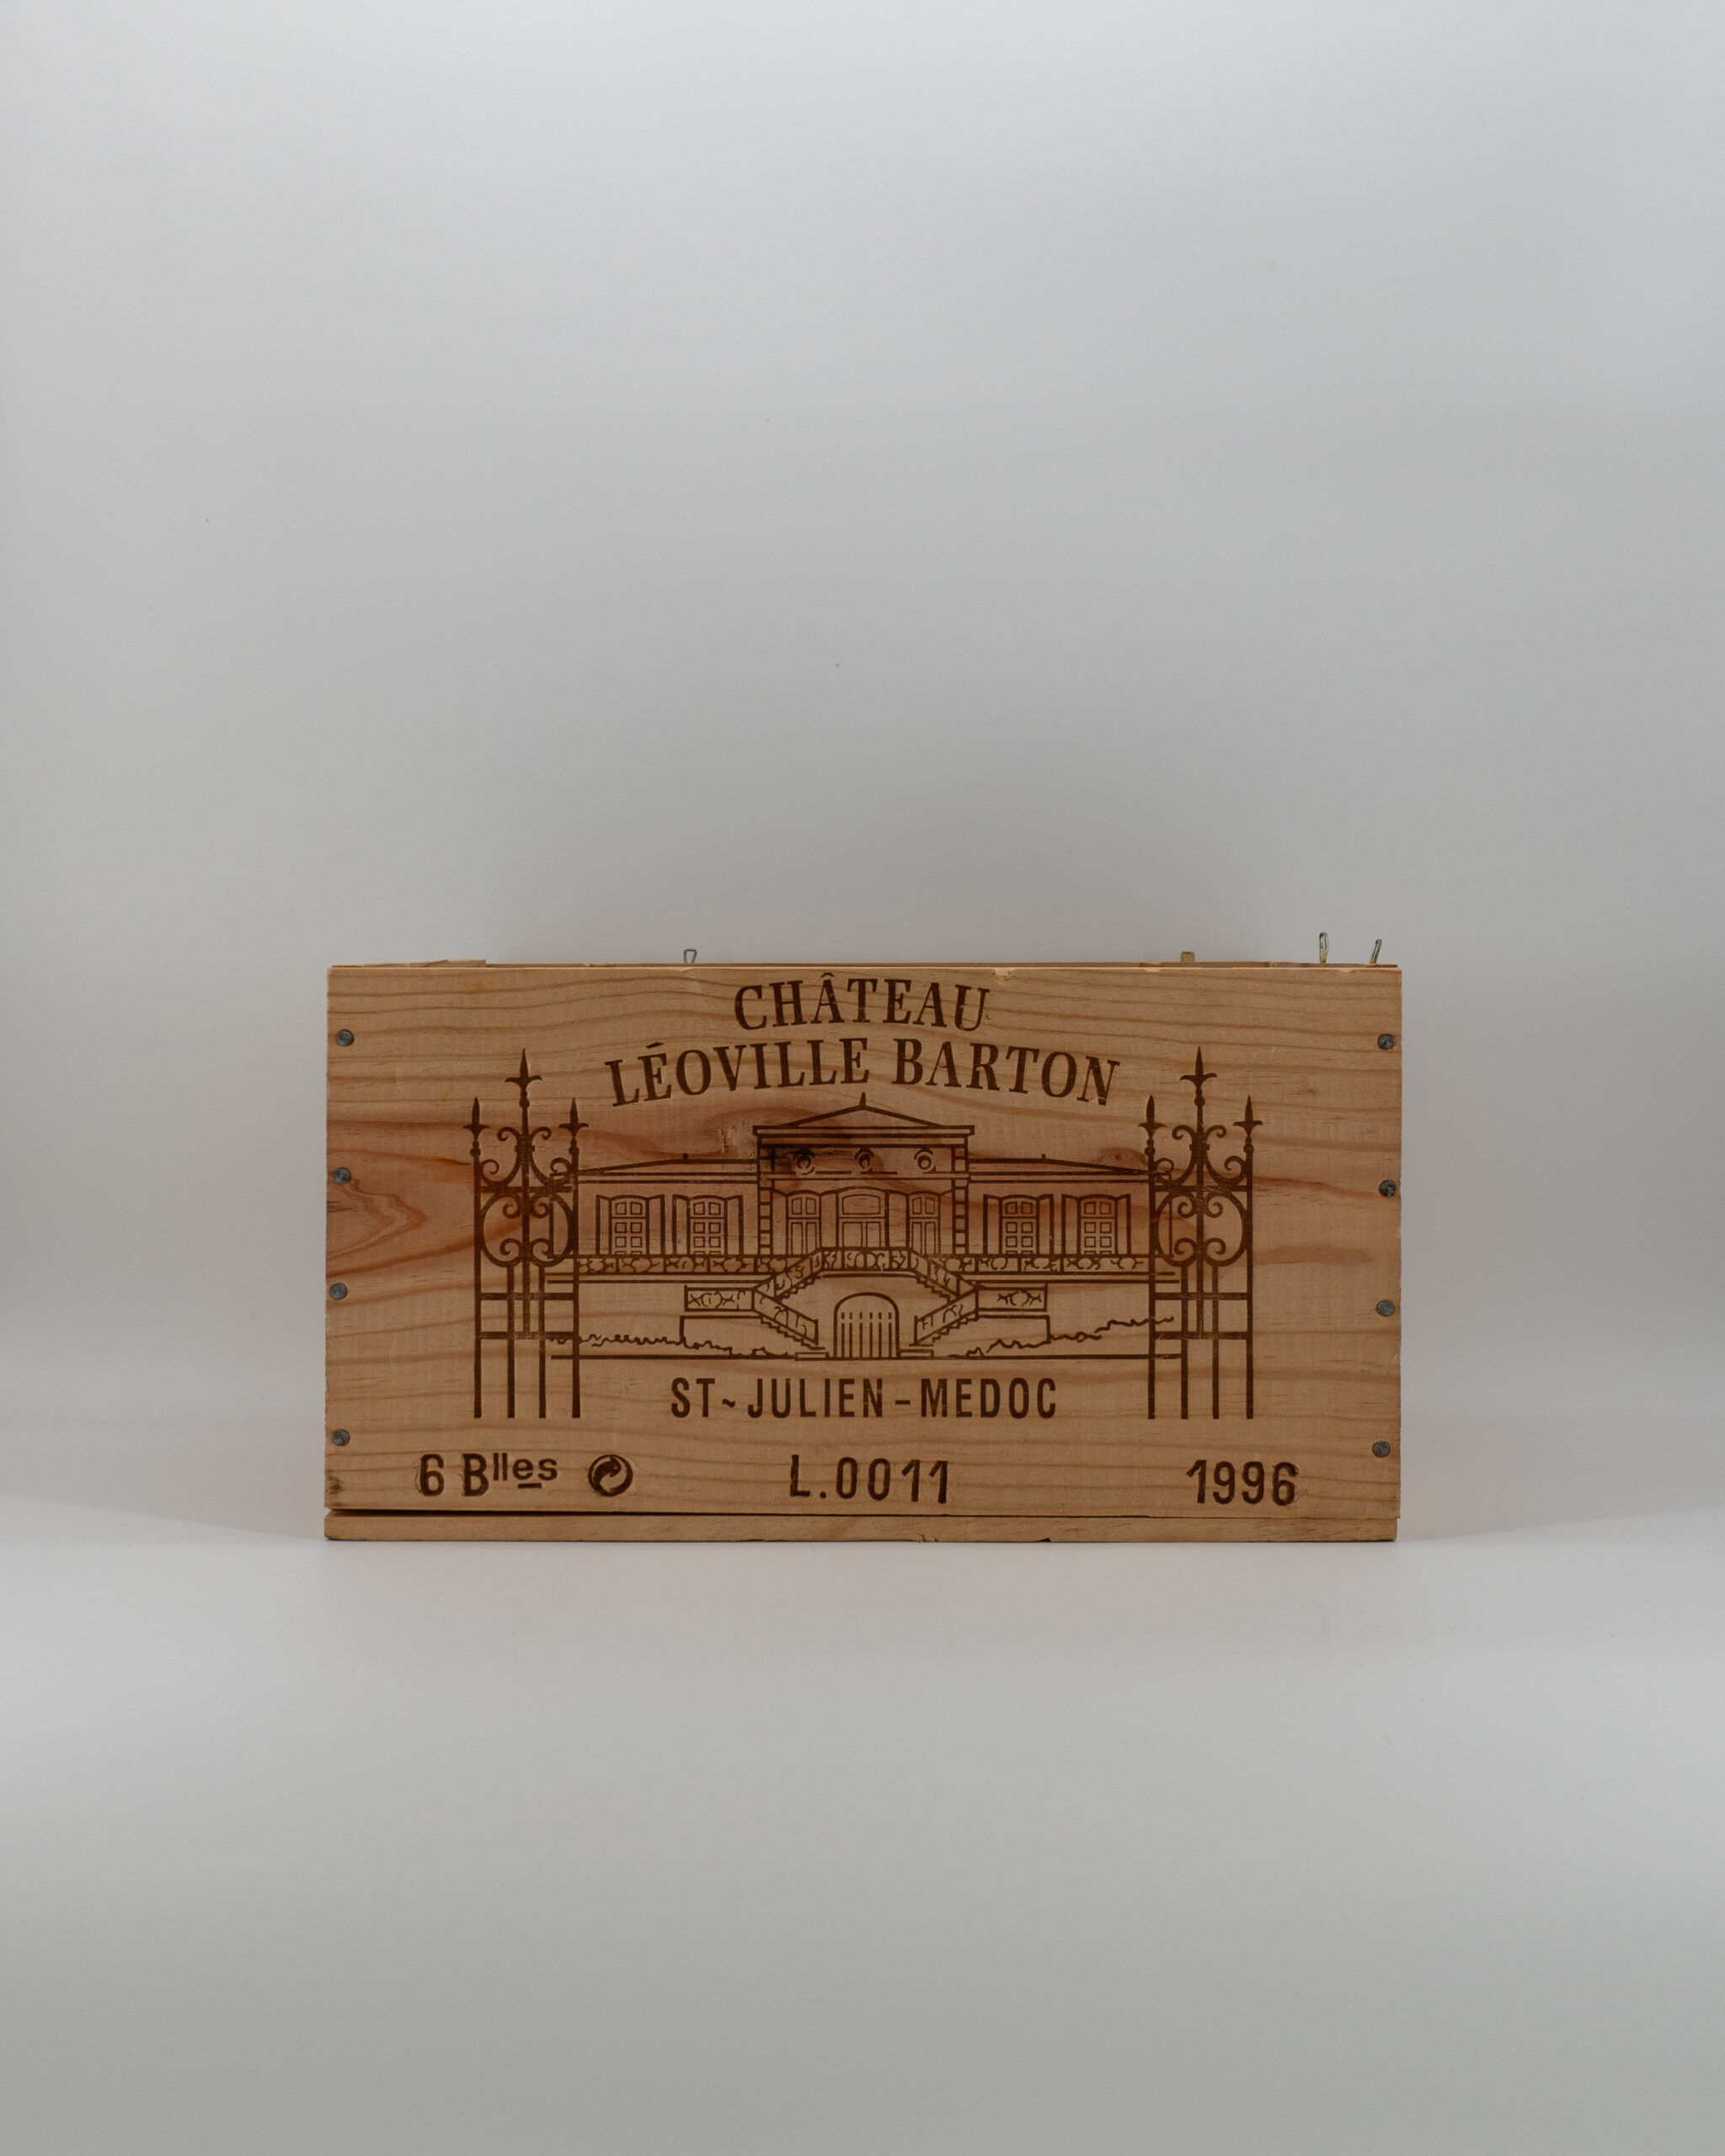 CHÂTEAU
LÉOVILLE BARTON
ST~JULIEN-MEDOC
6 Blles L.0011 1996